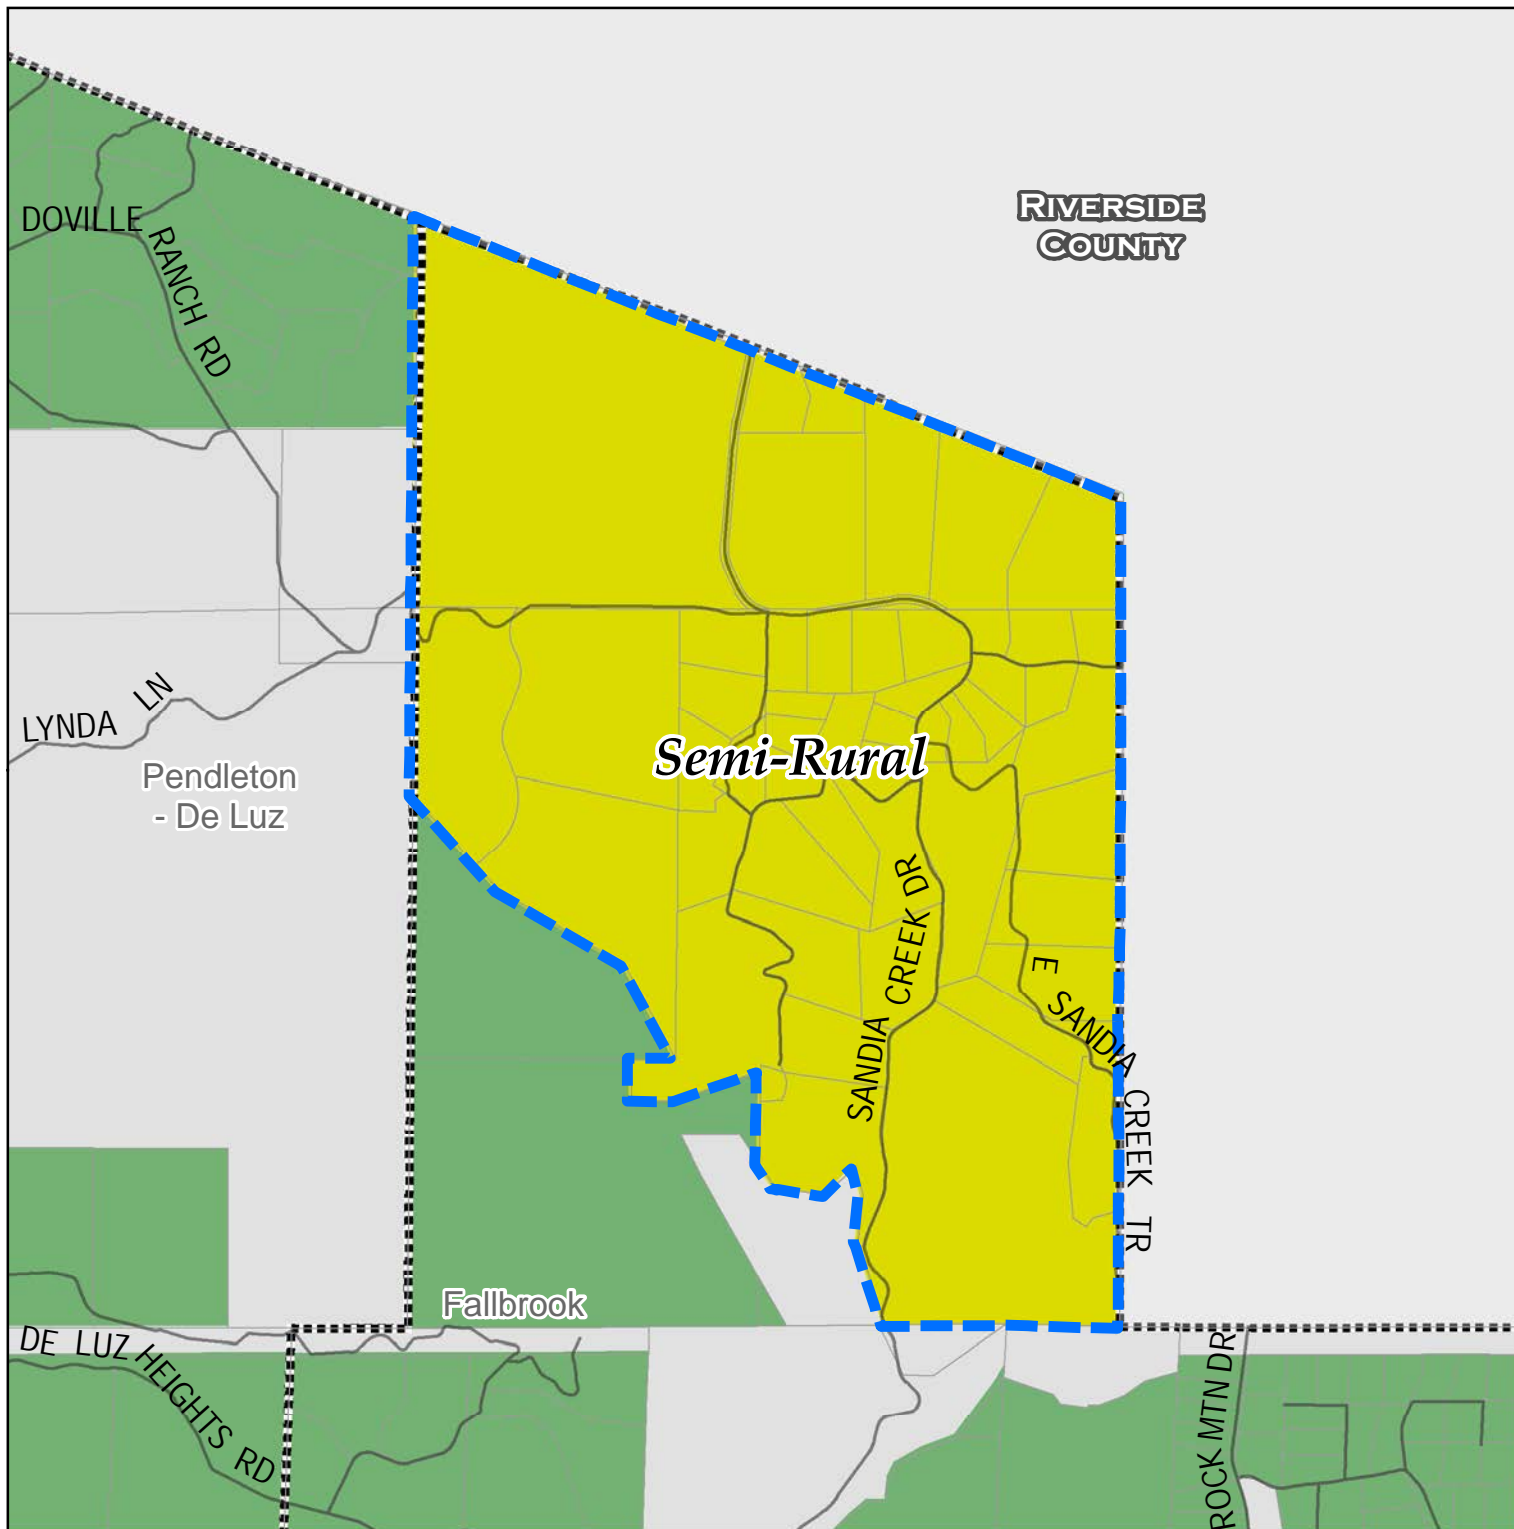 RIVERSIDE
COUNTY
DOVILLE RANCH RD
LYNDA LN
Pendleton
- De Luz
Semi-Rural
SANDIA CREEK DR
E SANDIA CREEK TR
Fallbrook
DE LUZ HEIGHTS RD
ROCK MTN DR